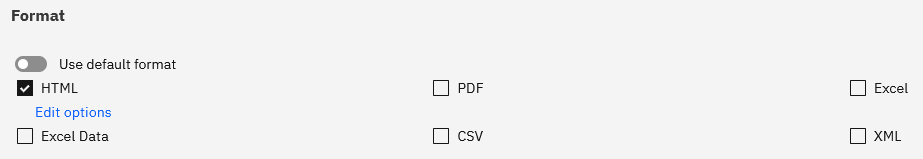 Format
Use default format
HTML PDF Excel
Edit options
Excel Data CSV XML